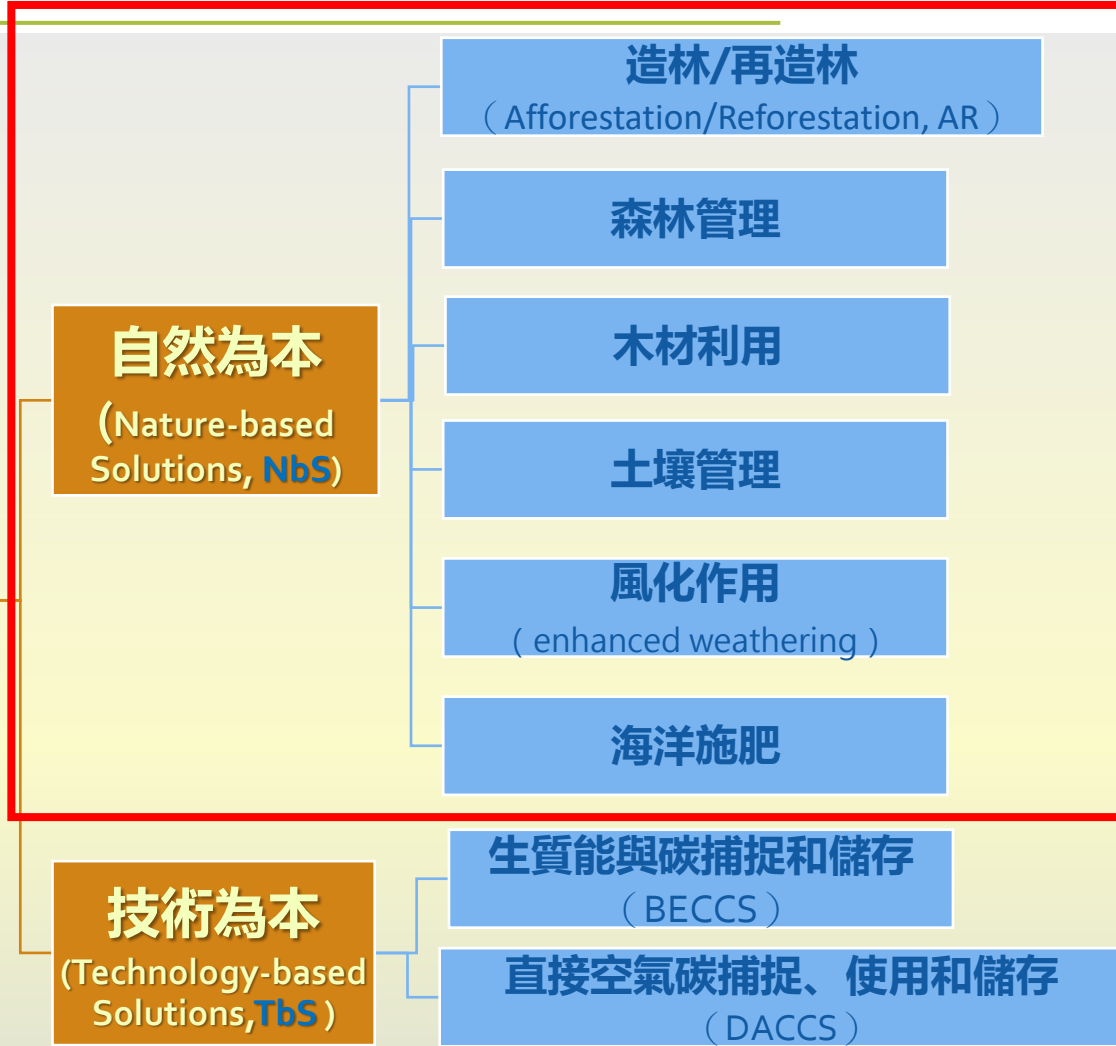 造林/再造林
（Afforestation/Reforestation, AR）
森林管理
木材利用
自然為本
(Nature-based
Solutions, NbS)
土壤管理
風化作用
( enhanced weathering )
海洋施肥
生質能與碳捕捉和儲存
（BECCS）
技術為本
(Technology-based
Solutions,TbS )
直接空氣碳捕捉、使用和儲存
（DACCS）